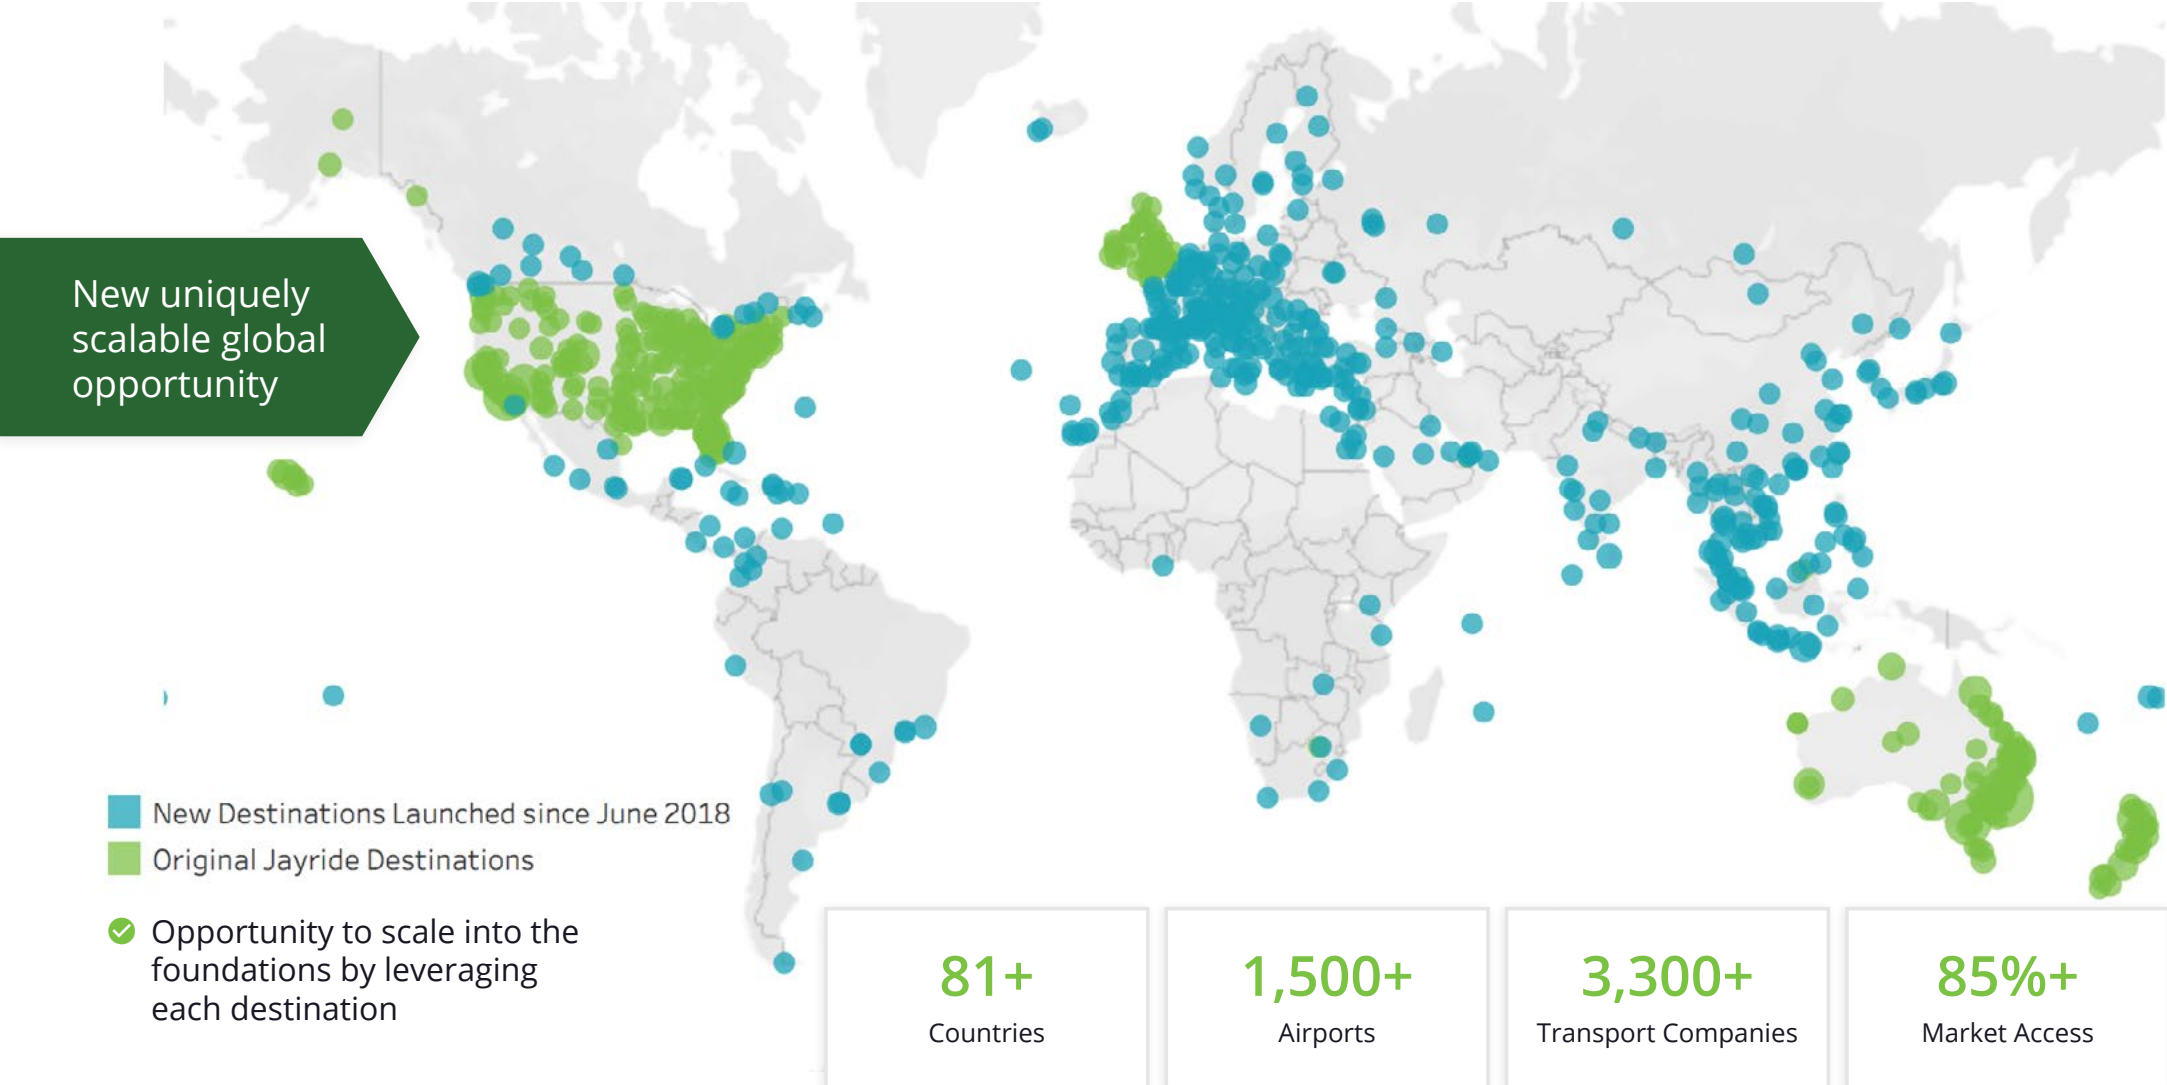 New uniquely
scalable global
opportunity
New Destinations Launched since June 2018
Original Jayride Destinations
Opportunity to scale into the
foundations by leveraging
each destination
81+
Countries
1,500+
Airports
3,300+
Transport Companies
85%+
Market Access